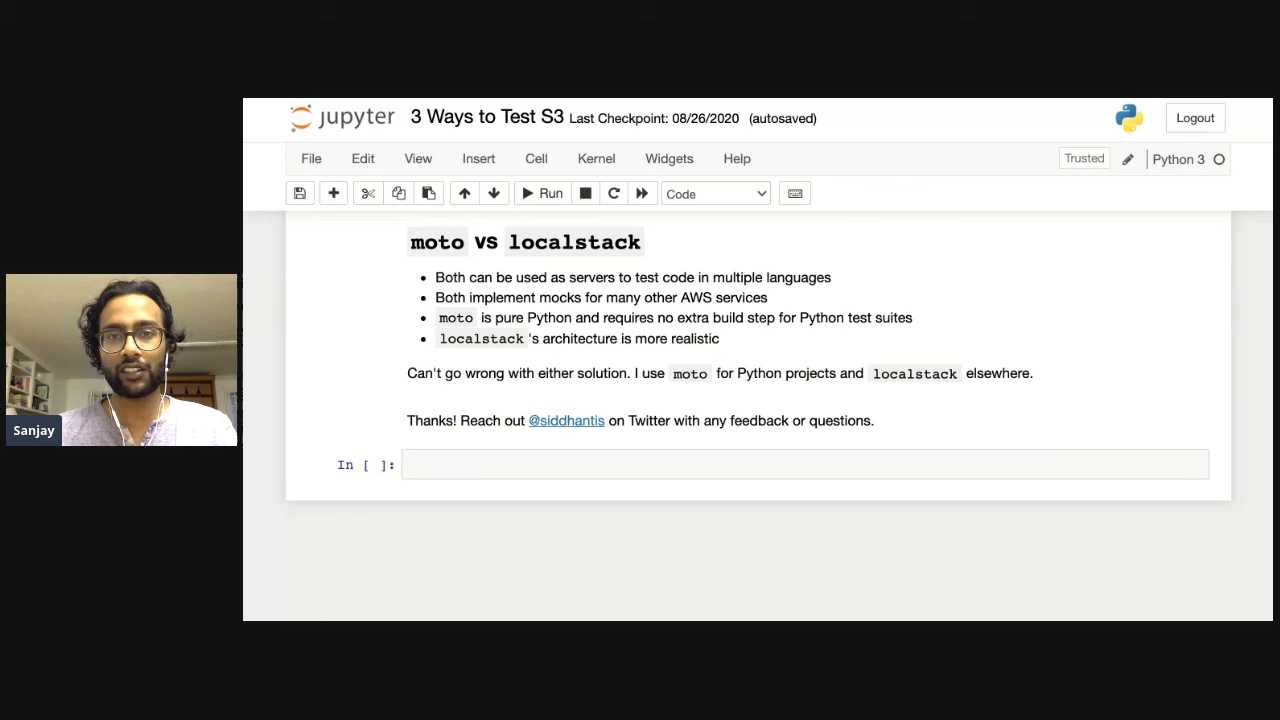 jupyter 3 Ways to Test S3 Last Checkpoint: 08/26/2020 (autosaved) Logout
File Edit View Insert Cell Kernel Widgets Help Trusted Python 3
Run Code
moto vs localstack
Both can be used as servers to test code in multiple languages
Both implement mocks for many other AWS services
moto is pure Python and requires no extra build step for Python test suites
localstack 's architecture is more realistic
Can't go wrong with either solution. I use moto for Python projects and localstack elsewhere.
Thanks! Reach out @siddhantis on Twitter with any feedback or questions.
In [ ]:
Sanjay